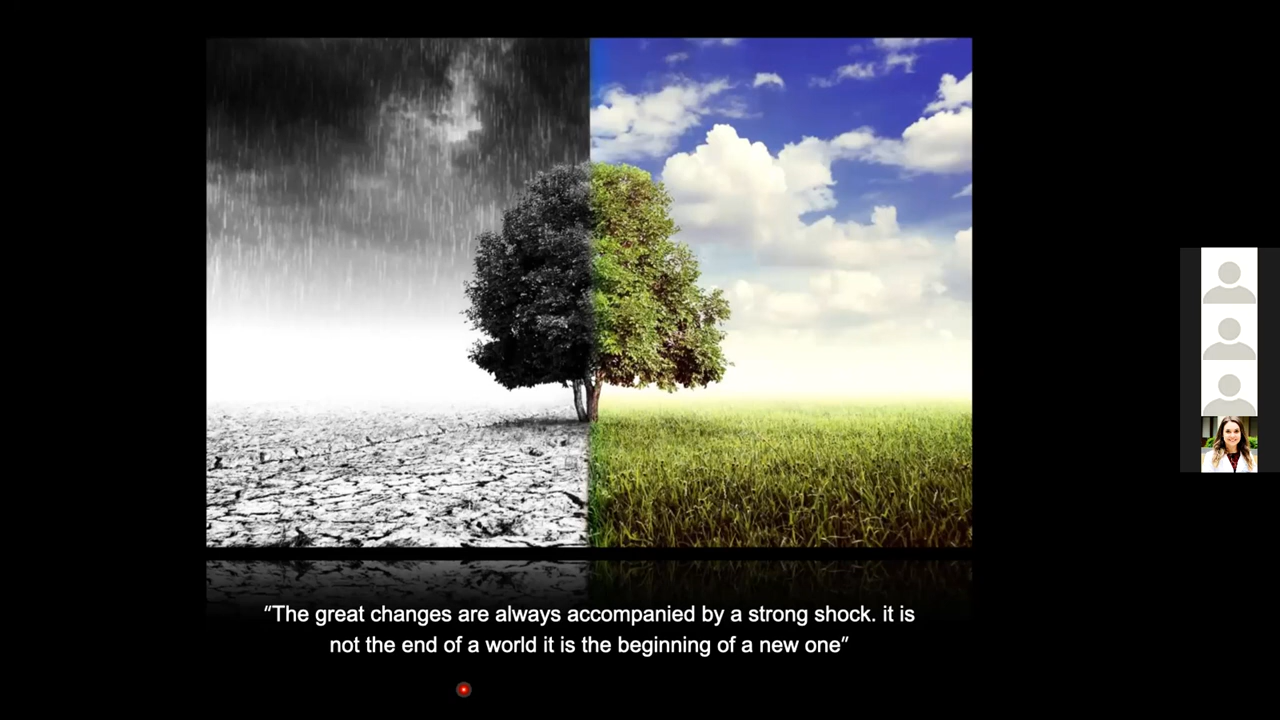 “The great changes are always accompanied by a strong shock. it is
not the end of a world it is the beginning of a new one”